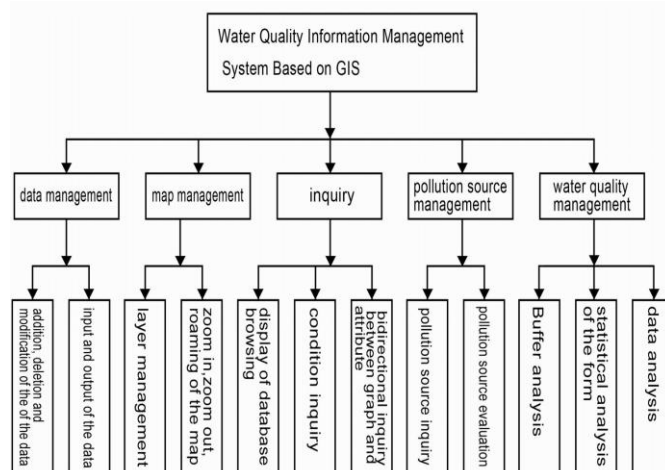 Water Quality Information Management
System Based on GIS
data management
map management
inquiry
pollution source
management
water quality
management
addition, deletion and
modification of the of the data
input and output of the data
layer management
zoom in,zoom out,
roaming of the map
display of database
browsing
condition inquiry
bidirectional inquiry
between graph and
attribute
pollution source inquiry
pollution source evaluation
Buffer analysis
statistical analysis
of the form
data analysis